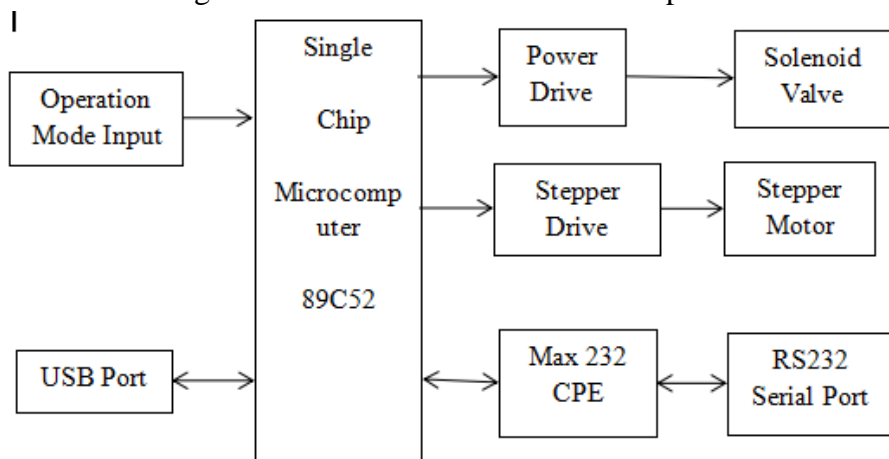 Operation
Mode Input
USB Port
Single
Chip
Microcomp
uter
89C52
Power
Drive
Solenoid
Valve
Stepper
Drive
Stepper
Motor
Max 232
CPE
RS232
Serial Port